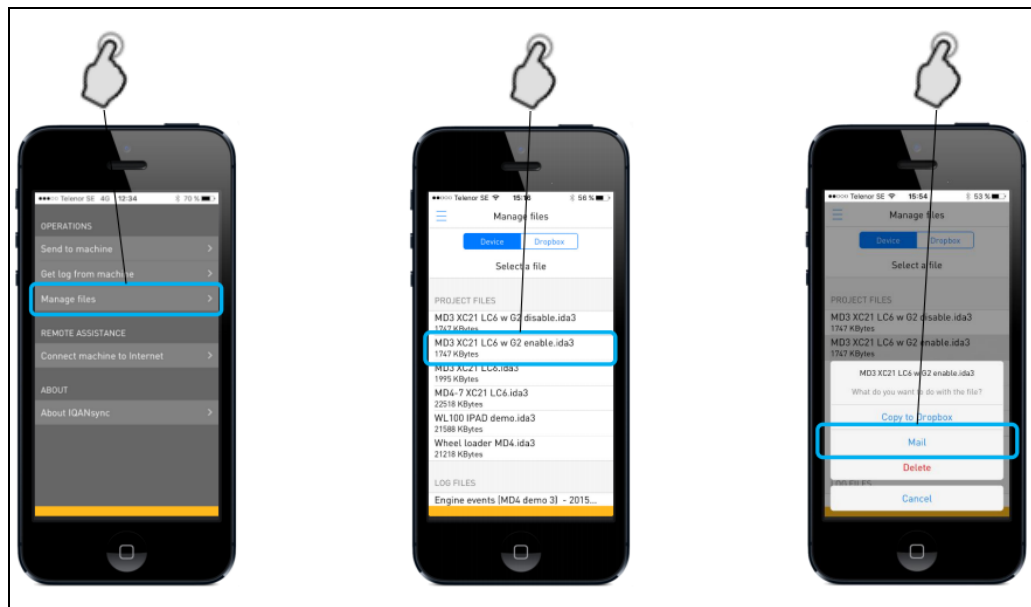 Telenor SE 4G 12:34 70 %
OPERATIONS
Send to machine
Get log from machine
Manage files
REMOTE ASSISTANCE
Connect machine to Internet
ABOUT
About IQANsync
Telenor SE 15:16 56 %
Manage files
Device Dropbox
Select a file
PROJECT FILES
MD3 XC21 LC6 w G2 disable.ida3
1747 KBytes
MD3 XC21 LC6 w G2 enable.ida3
1747 KBytes
MD3 XC21 LC6.ida3
1995 KBytes
MD4-7 XC21 LC6.ida3
22518 KBytes
WL100 IPAD demo.ida3
21588 KBytes
Wheel loader MD4.ida3
21218 KBytes
LOG FILES
Engine events (MD4 demo 3) - 2015...
Telenor SE 15:54 53 %
Manage files
Device Dropbox
Select a file
PROJECT FILES
MD3 XC21 LC6 w G2 disable.ida3
1747 KBytes
MD3 XC21 LC6 w G2 enable.ida3
1747 KBytes
MD3 XC21 LC6 w G2 enable.ida3
What do you want to do with the file?
Copy to Dropbox
Mail
Delete
LOG FILES
Cancel